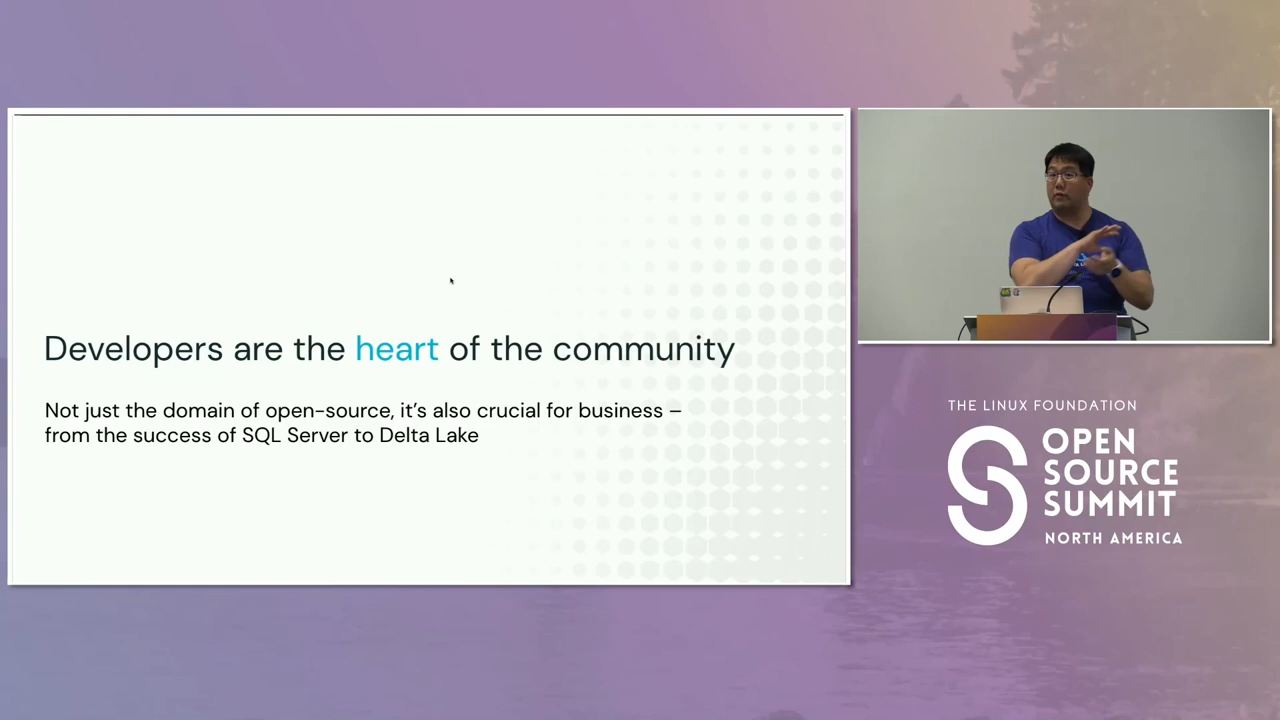 Developers are the heart of the community
Not just the domain of open-source, it's also crucial for business –
from the success of SQL Server to Delta Lake
THE LINUX FOUNDATION
OPEN
SOURCE
SUMMIT
NORTH AMERICA